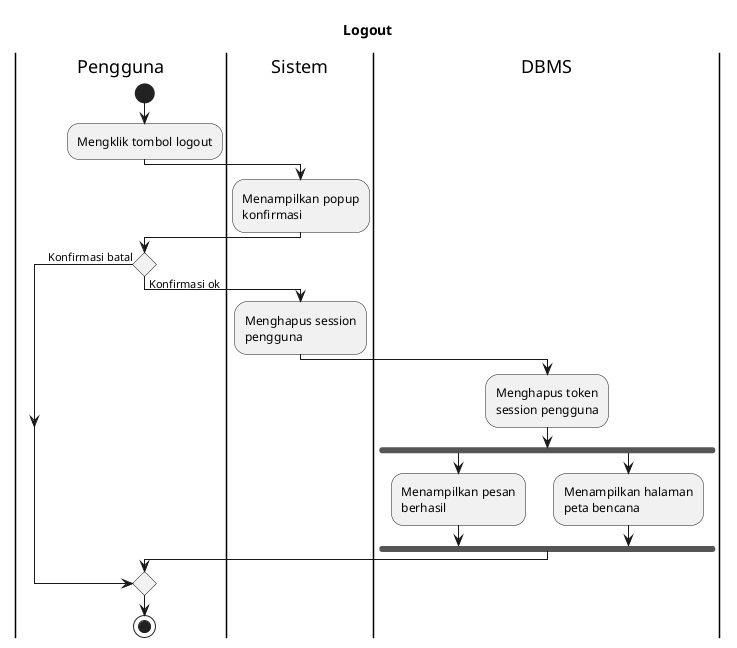 Logout
Pengguna
Sistem
DBMS
Mengklik tombol logout
Menampilkan popup
konfirmasi
Konfirmasi batal
Konfirmasi ok
Menghapus session
pengguna
Menghapus token
session pengguna
Menampilkan pesan
berhasil
Menampilkan halaman
peta bencana